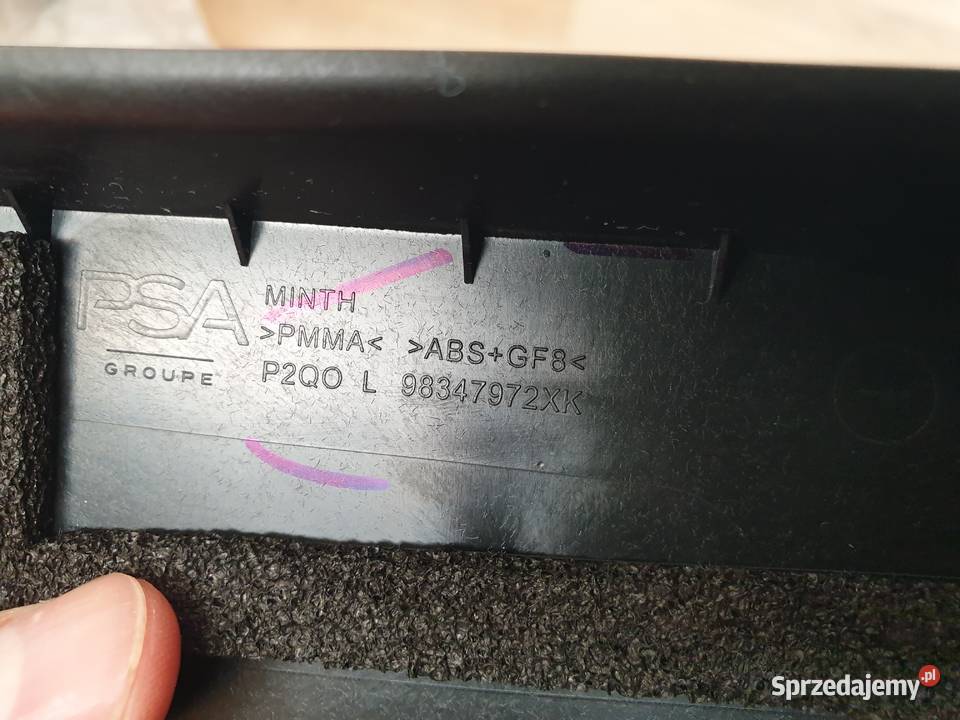 PSA
GROUPE
MINTH
>PMMA< >ABS+GF8<
P2QO L 98347972XK
Sprzedajemy.pl